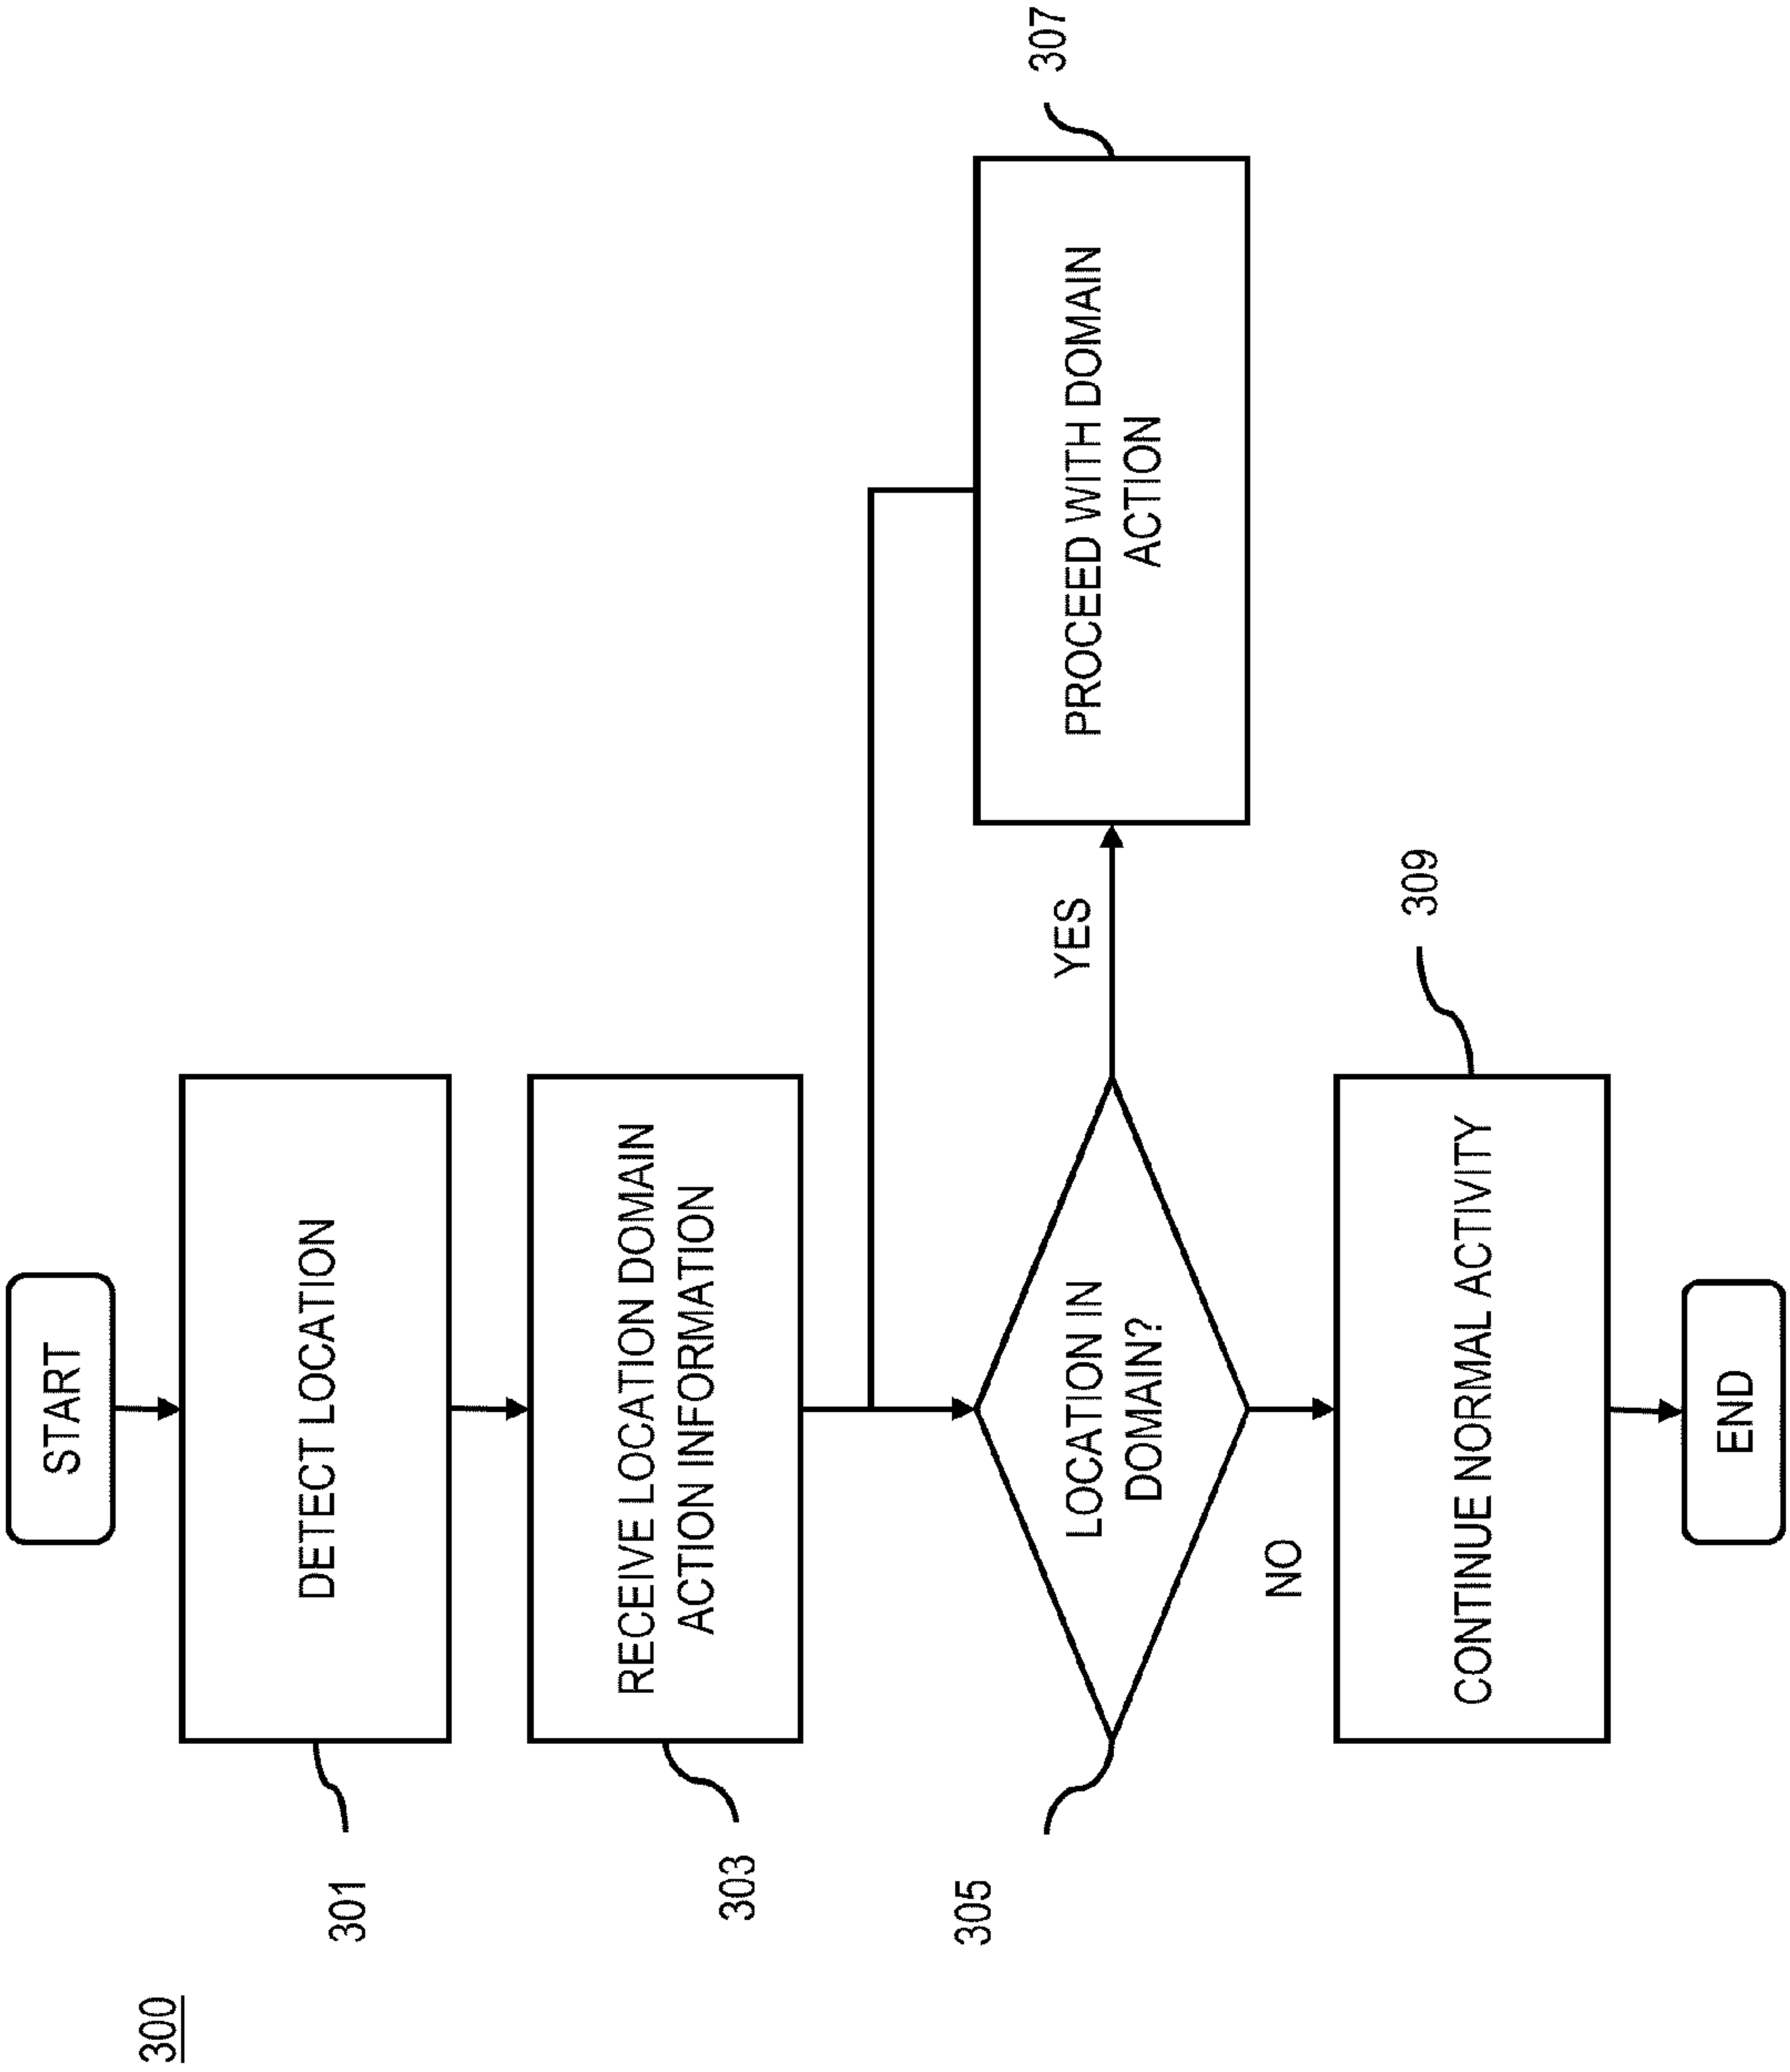 300
START
301
DETECT LOCATION
303
RECEIVE LOCATION DOMAIN
ACTION INFORMATION
305
LOCATION IN
DOMAIN?
YES
307
PROCEED WITH DOMAIN
ACTION
NO
309
CONTINUE NORMAL ACTIVITY
END